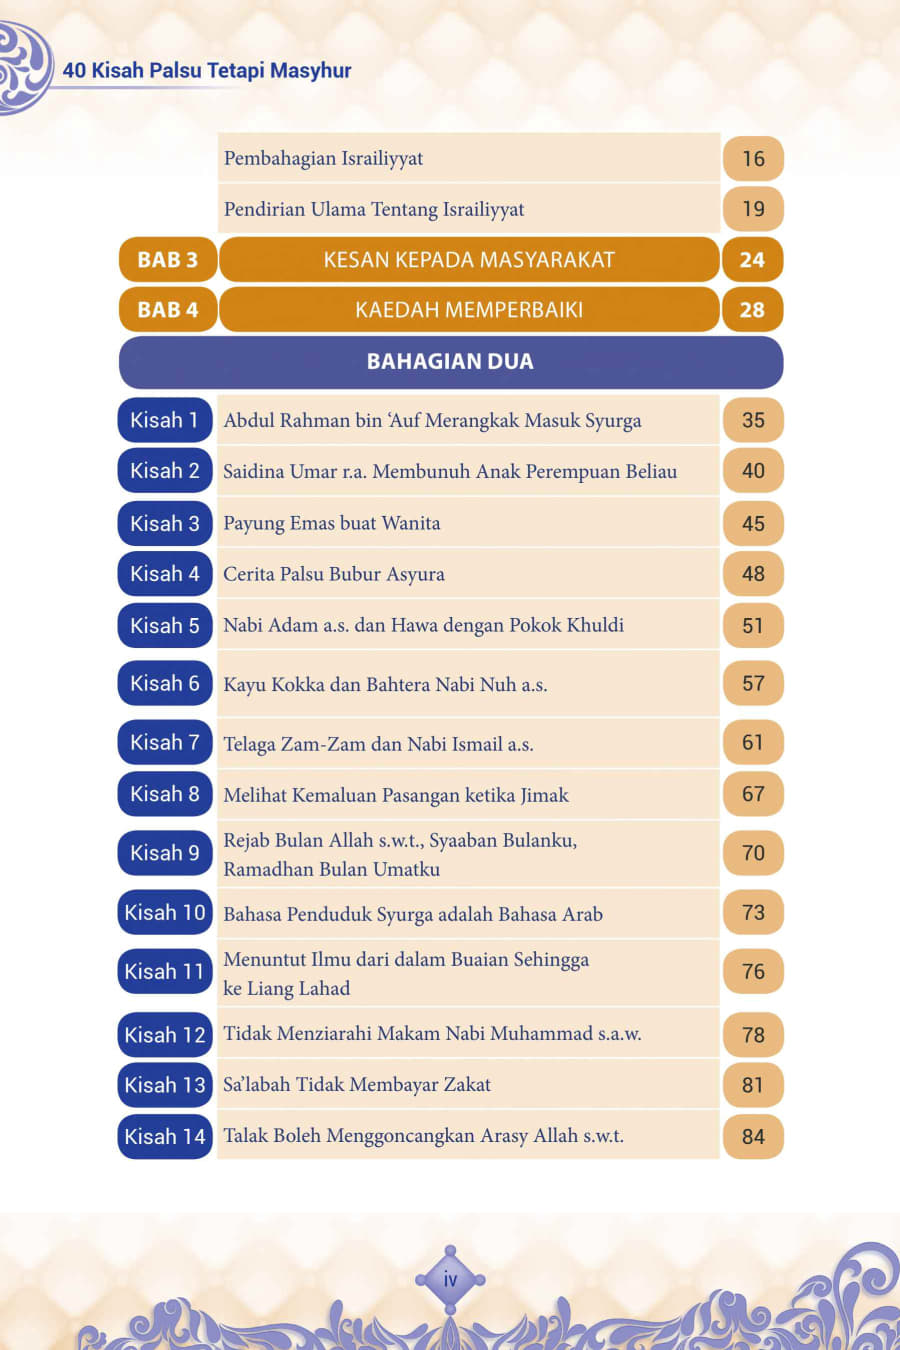 40 Kisah Palsu Tetapi Masyhur
Pembahagian Israiliyyat 16
Pendirian Ulama Tentang Israiliyyat 19
BAB 3 KESAN KEPADA MASYARAKAT 24
BAB 4 KAEDAH MEMPERBAIKI 28
BAHAGIAN DUA
Kisah 1 Abdul Rahman bin ‘Auf Merangkak Masuk Syurga 35
Kisah 2 Saidina Umar r.a. Membunuh Anak Perempuan Beliau 40
Kisah 3 Payung Emas buat Wanita 45
Kisah 4 Cerita Palsu Bubur Asyura 48
Kisah 5 Nabi Adam a.s. dan Hawa dengan Pokok Khuldi 51
Kisah 6 Kayu Kokka dan Bahtera Nabi Nuh a.s. 57
Kisah 7 Telaga Zam-Zam dan Nabi Ismail a.s. 61
Kisah 8 Melihat Kemaluan Pasangan ketika Jimak 67
Kisah 9 Rejab Bulan Allah s.w.t., Syaaban Bulanku,
Ramadhan Bulan Umatku 70
Kisah 10 Bahasa Penduduk Syurga adalah Bahasa Arab 73
Kisah 11 Menuntut Ilmu dari dalam Buaian Sehingga
ke Liang Lahad 76
Kisah 12 Tidak Menziarahi Makam Nabi Muhammad s.a.w. 78
Kisah 13 Sa’labah Tidak Membayar Zakat 81
Kisah 14 Talak Boleh Menggoncangkan Arasy Allah s.w.t. 84
iv